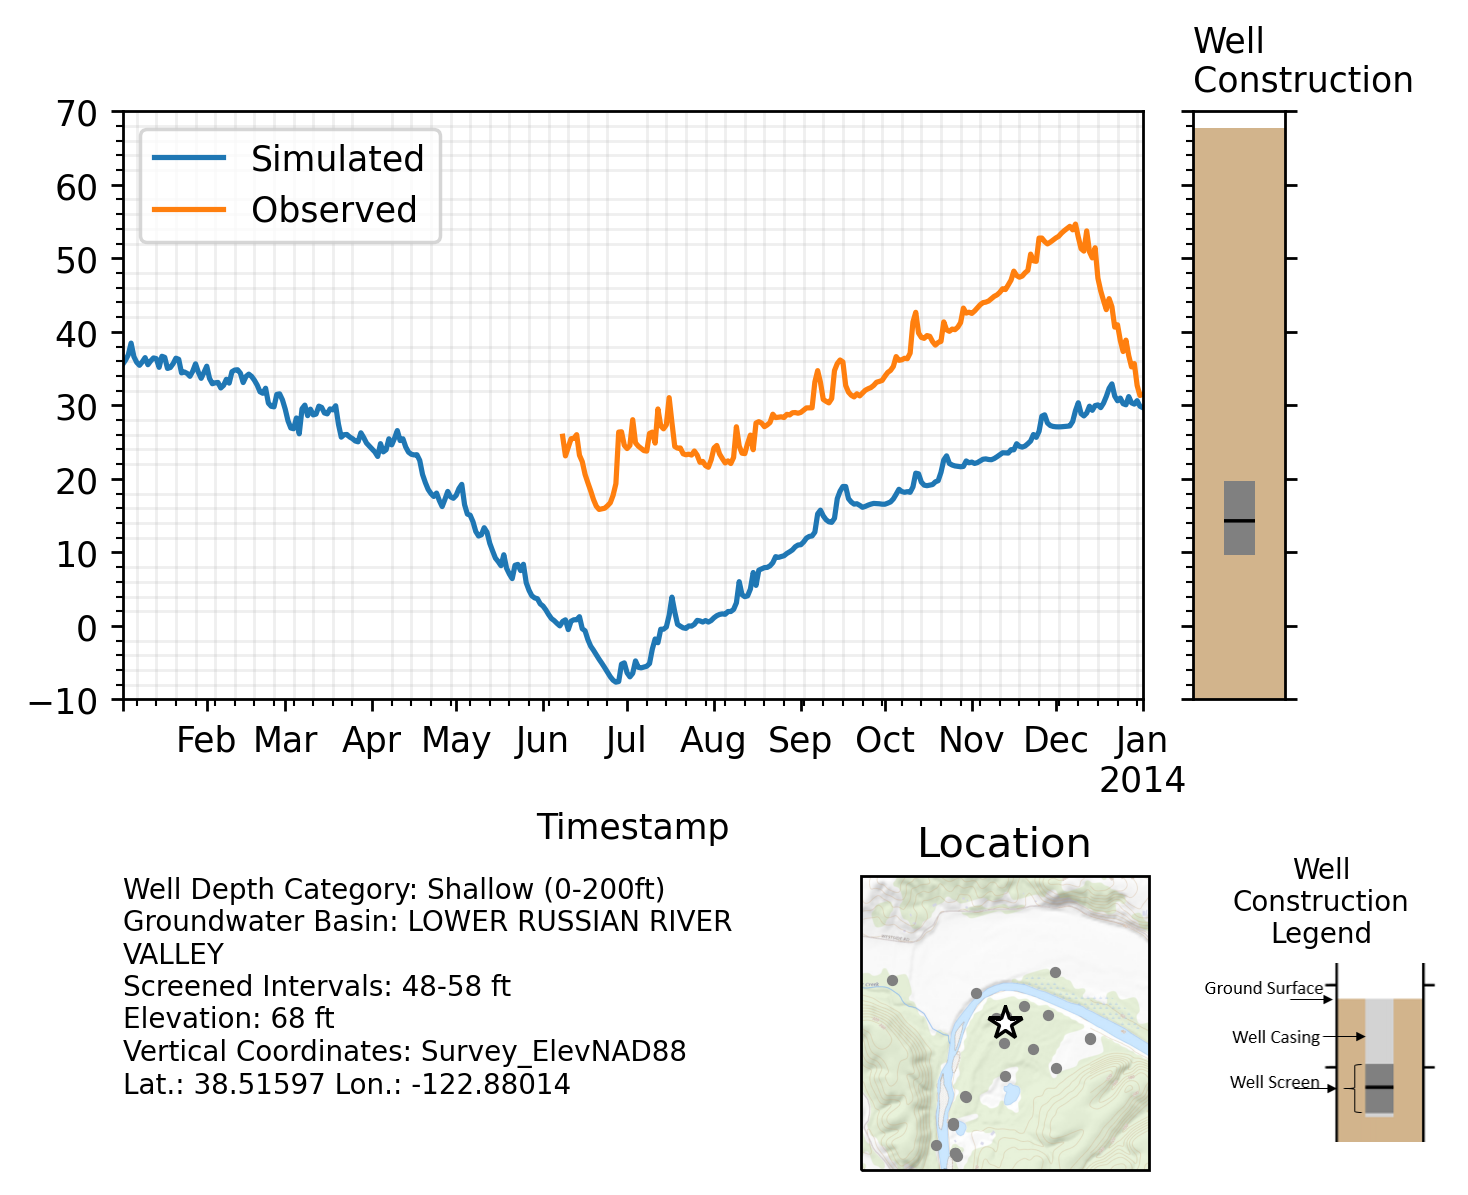 Well
Construction
70
60
50
40
30
20
10
0
−10
Simulated
Observed
Feb Mar Apr May Jun Jul Aug Sep Oct Nov Dec Jan
2014
Timestamp
Well Depth Category: Shallow (0-200ft)
Groundwater Basin: LOWER RUSSIAN RIVER
VALLEY
Screened Intervals: 48-58 ft
Elevation: 68 ft
Vertical Coordinates: Survey_ElevNAD88
Lat.: 38.51597 Lon.: -122.88014
Location
Well
Construction
Legend
Ground Surface
Well Casing
Well Screen